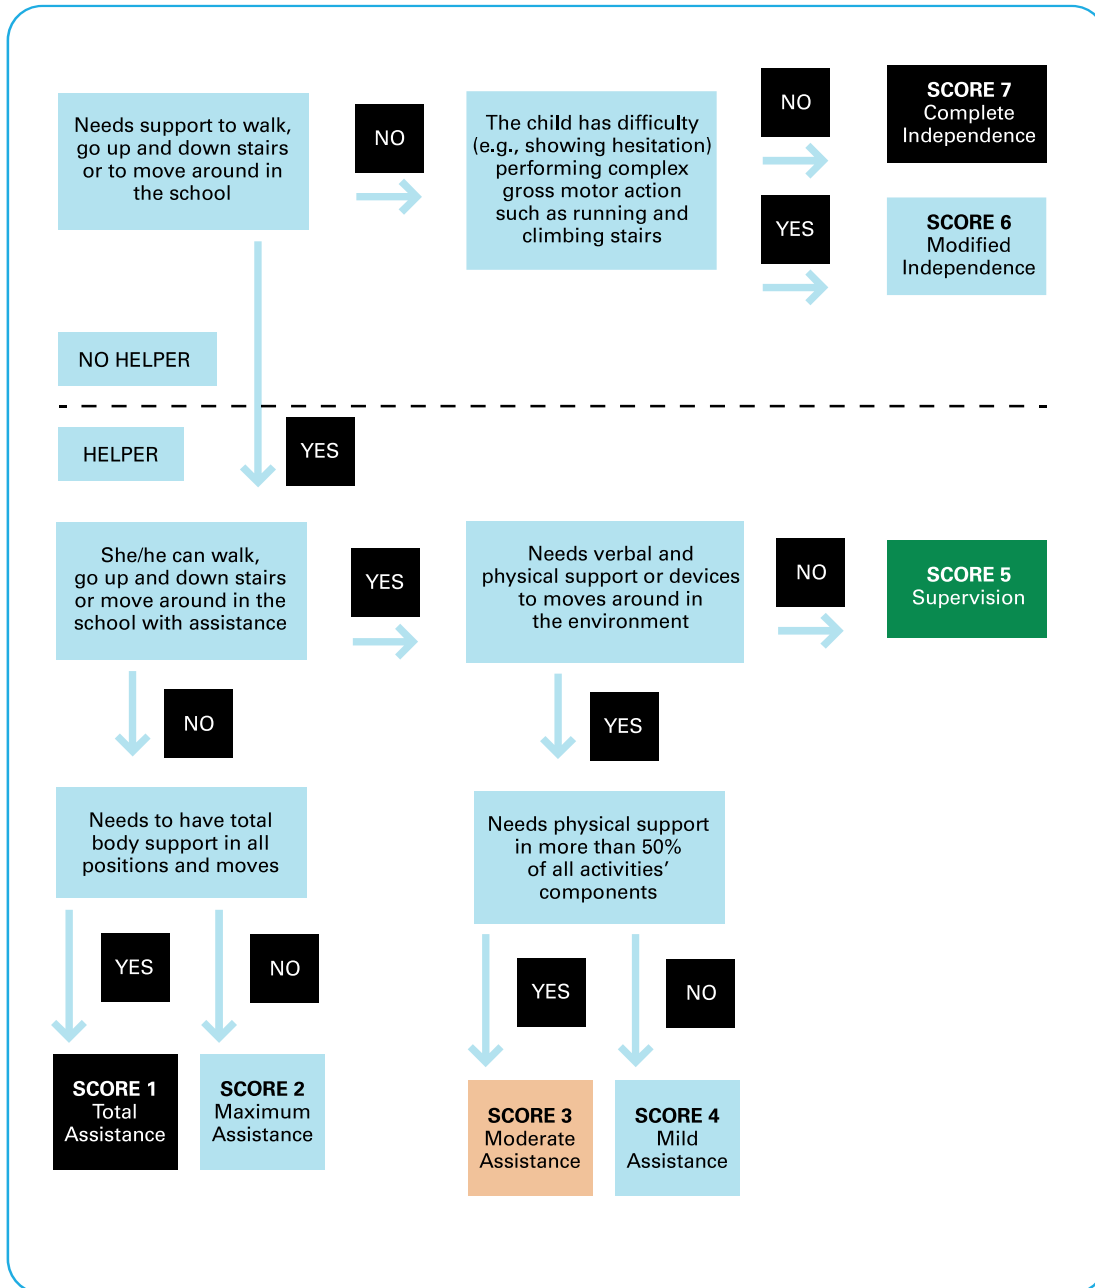 Needs support to walk,
go up and down stairs
or to move around in
the school
NO
The child has difficulty
(e.g., showing hesitation)
performing complex
gross motor action
such as running and
climbing stairs
NO
SCORE 7
Complete
Independence
YES
SCORE 6
Modified
Independence
NO HELPER
HELPER
YES
She/he can walk,
go up and down stairs
or move around in the
school with assistance
YES
Needs verbal and
physical support or devices
to moves around in
the environment
NO
SCORE 5
Supervision
NO
YES
Needs to have total
body support in all
positions and moves
Needs physical support
in more than 50%
of all activities’
components
YES
NO
YES
NO
SCORE 1
Total
Assistance
SCORE 2
Maximum
Assistance
SCORE 3
Moderate
Assistance
SCORE 4
Mild
Assistance